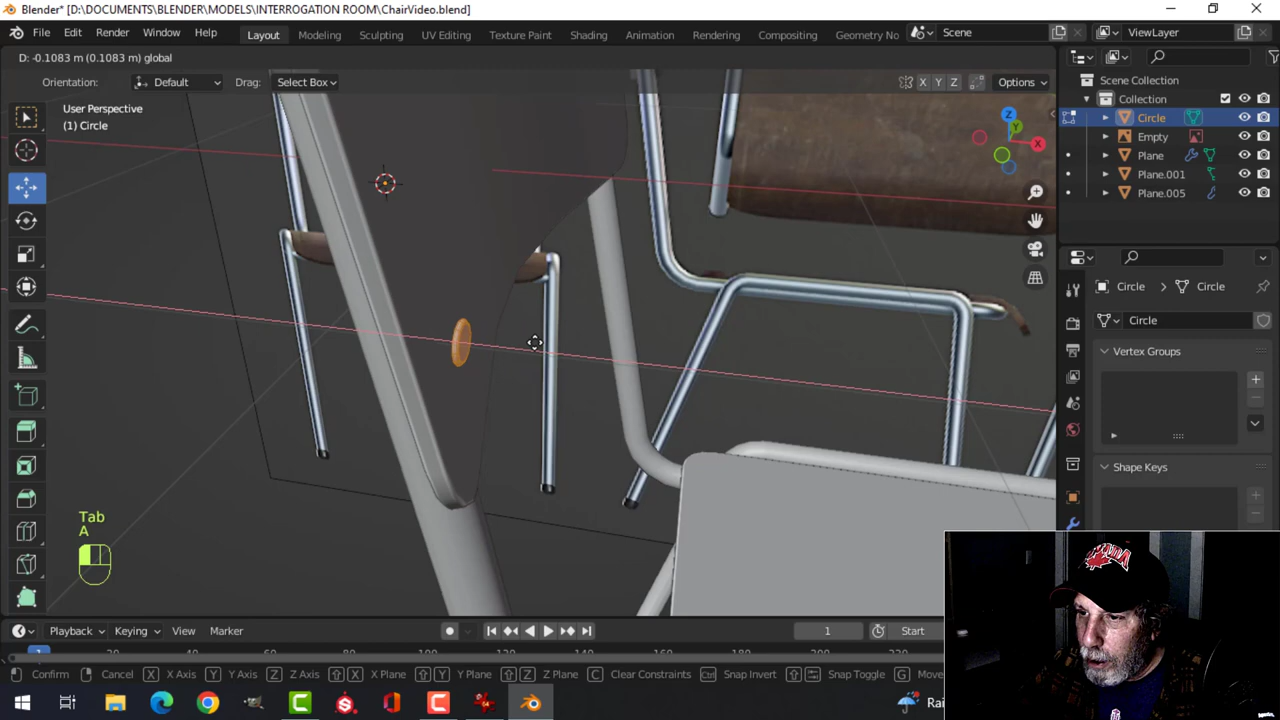 Blender* [D:\DOCUMENTS\BLENDER\MODELS\INTERROGATION ROOM\ChairVideo.blend]
File Edit Render Window Help Layout Modeling Sculpting UV Editing Texture Paint Shading Animation Rendering Compositing Geometry No Scene ViewLayer
D: -0.1083 m (0.1083 m) global
Orientation: Default Drag: Select Box X Y Z Options
User Perspective
(1) Circle
Z
Y
X
Scene Collection
Collection
Circle
Empty
Plane
Plane.001
Plane.005
Circle > Circle
Circle
Vertex Groups
Shape Keys
Tab
A
Playback Keying View Marker 1 Start
1
Confirm Cancel X X Axis Y Y Axis Z Z Axis X X Plane Y Y Plane Z Z Plane C Clear Constraints Ctrl Snap Invert Snap Toggle G Move
Rai